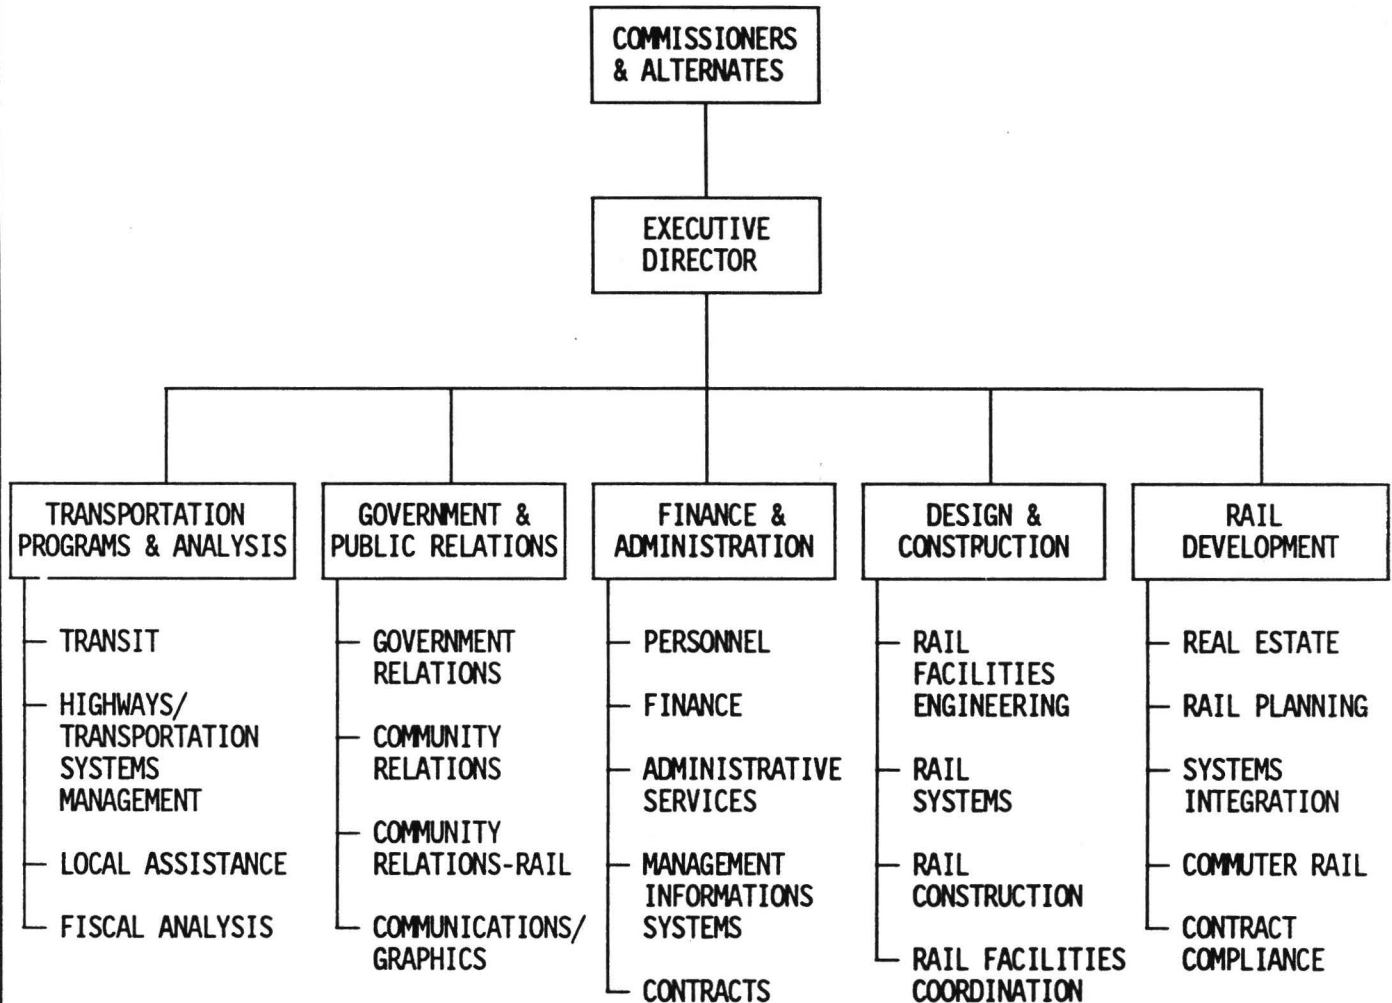 COMMISSIONERS
& ALTERNATES
EXECUTIVE
DIRECTOR
TRANSPORTATION
PROGRAMS & ANALYSIS
TRANSIT
HIGHWAYS/
TRANSPORTATION
SYSTEMS
MANAGEMENT
LOCAL ASSISTANCE
FISCAL ANALYSIS
GOVERNMENT &
PUBLIC RELATIONS
GOVERNMENT
RELATIONS
COMMUNITY
RELATIONS
COMMUNITY
RELATIONS-RAIL
COMMUNICATIONS/
GRAPHICS
FINANCE &
ADMINISTRATION
PERSONNEL
FINANCE
ADMINISTRATIVE
SERVICES
MANAGEMENT
INFORMATIONS
SYSTEMS
CONTRACTS
DESIGN &
CONSTRUCTION
RAIL
FACILITIES
ENGINEERING
RAIL
SYSTEMS
RAIL
CONSTRUCTION
RAIL FACILITIES
COORDINATION
RAIL
DEVELOPMENT
REAL ESTATE
RAIL PLANNING
SYSTEMS
INTEGRATION
COMMUTER RAIL
CONTRACT
COMPLIANCE